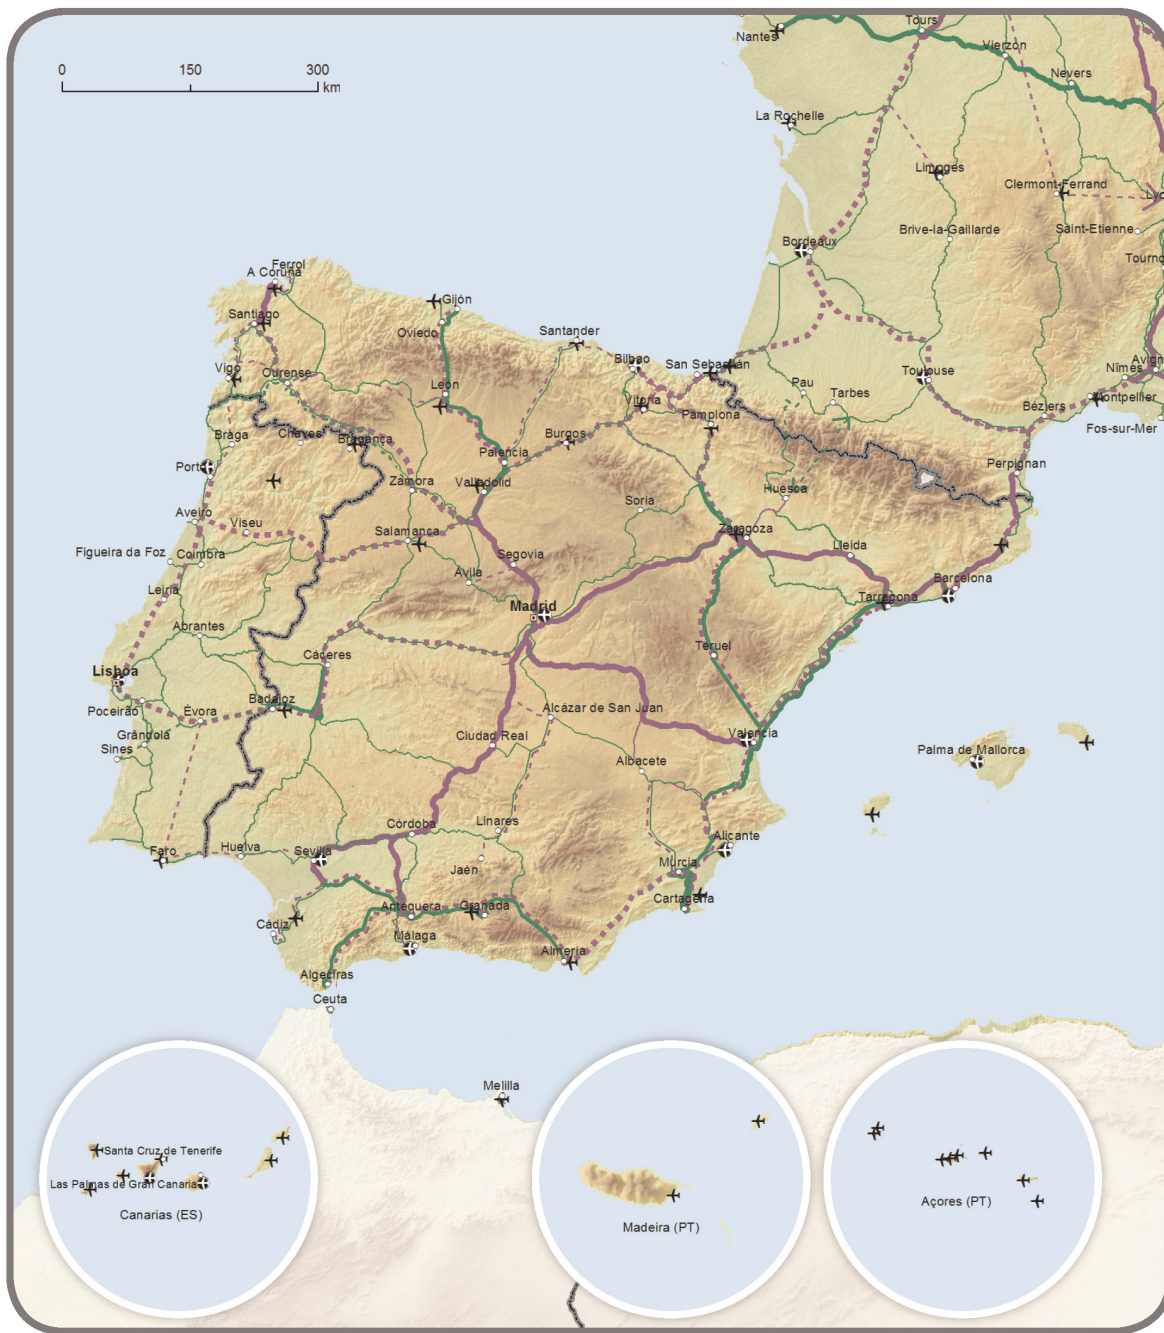 Tours
Nantes
Vierzon
Nevers
0 150 300
km
La Rochelle
Limoges
Clermont-Ferrand
Bordeaux
Brive-la-Gaillarde
Saint-Etienne
Ferrol
A Coruña
Gijón
Santiago
Oviedo
Santander
Bilbao
San Sebastián
Vigo
Ourense
León
Vitoria
Pamplona
Pau
Tarbes
Toulouse
Nîmes
Montpellier
Béziers
Fos-sur-Mer
Braga
Chaves
Bragança
Burgos
Palencia
Perpignan
Porto
Zamora
Valladolid
Soria
Huesca
Aveiro
Viseu
Salamanca
Zaragoza
Lleida
Figueira da Foz
Coimbra
Segovia
Avila
Barcelona
Leiria
Madrid
Tarragona
Abrantes
Cáceres
Teruel
Lisboa
Poceirão
Évora
Badajoz
Alcázar de San Juan
Grândola
Sines
Ciudad Real
Valencia
Albacete
Palma de Mallorca
Córdoba
Linares
Alicante
Faro
Huelva
Sevilla
Jaén
Murcia
Cartagena
Antequera
Granada
Cádiz
Málaga
Almería
Algeciras
Ceuta
Melilla
Santa Cruz de Tenerife
Las Palmas de Gran Canaria
Canarias (ES)
Madeira (PT)
Açores (PT)